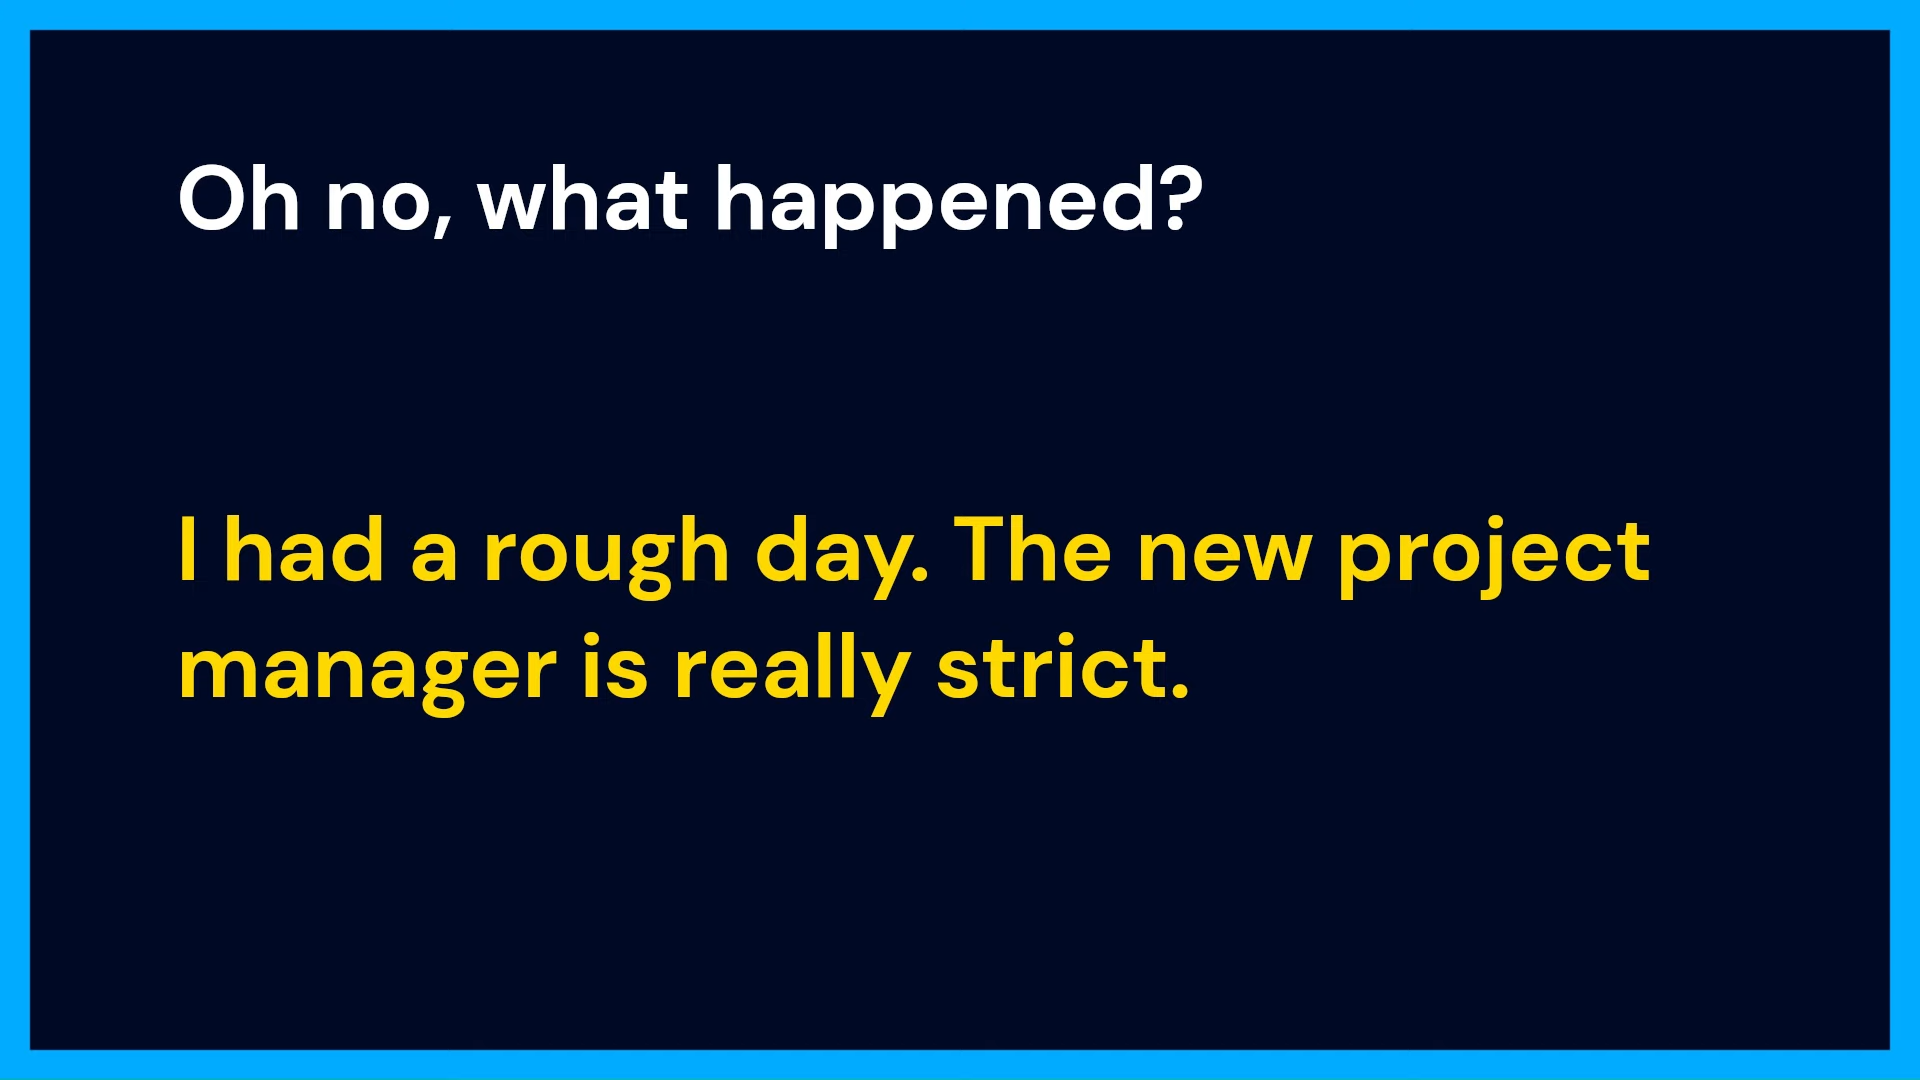 Oh no, what happened?
I had a rough day. The new project
manager is really strict.